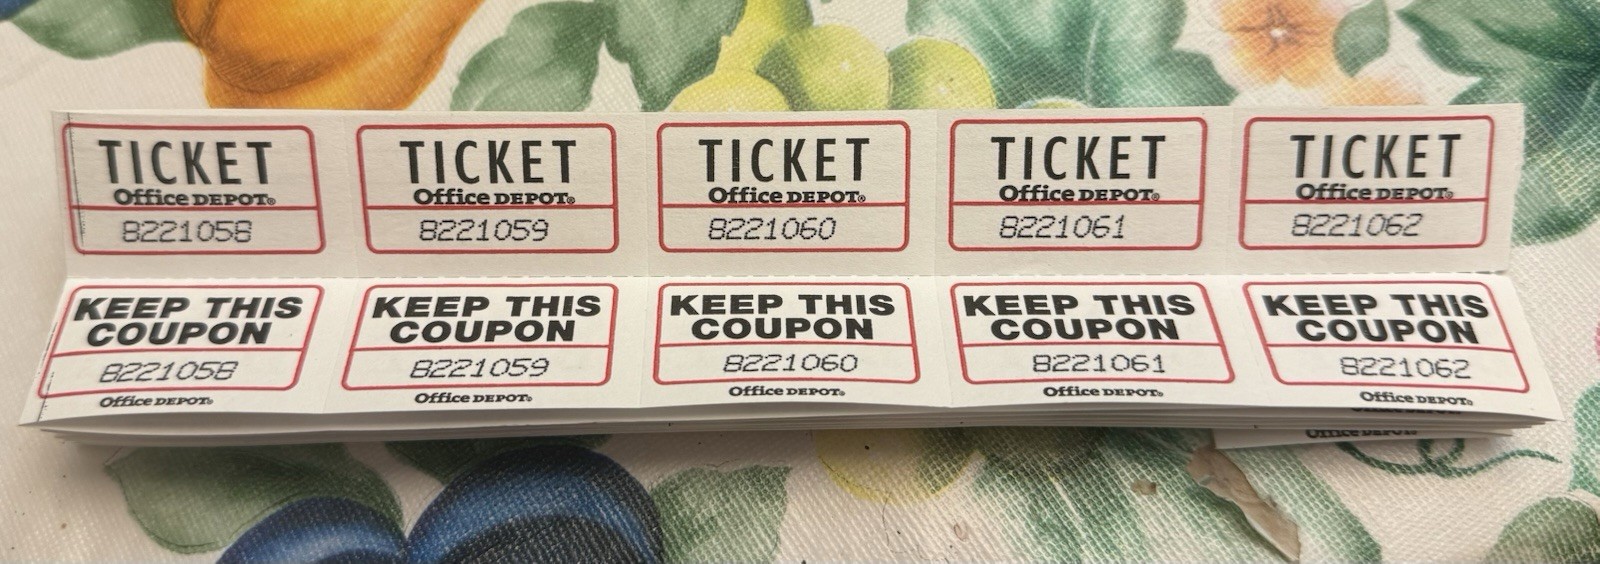 TICKET TICKET TICKET TICKET TICKET
Office DEPOT® Office DEPOT® Office DEPOT® Office DEPOT® Office DEPOT®
8221058 8221059 8221060 8221061 8221062
KEEP THIS KEEP THIS KEEP THIS KEEP THIS KEEP THIS
COUPON COUPON COUPON COUPON COUPON
8221058 8221059 8221060 8221061 8221062
Office DEPOT® Office DEPOT® Office DEPOT® Office DEPOT® Office DEPOT®
Office DEPOT®